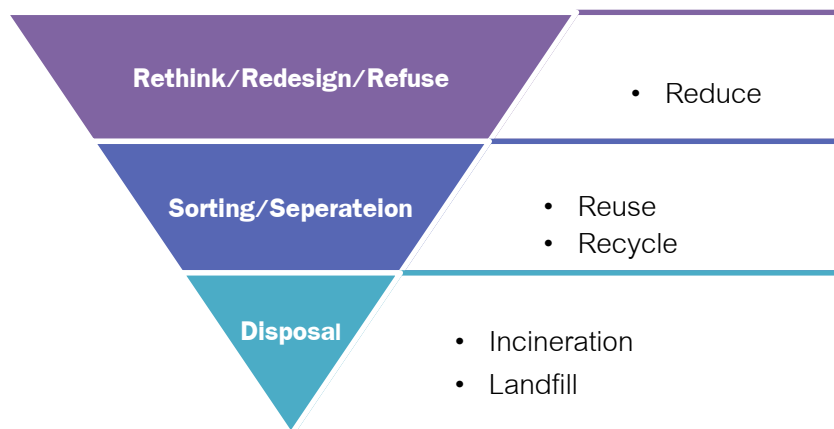 Rethink/Redesign/Refuse
• Reduce
Sorting/Seperateion
• Reuse
• Recycle
Disposal
• Incineration
• Landfill